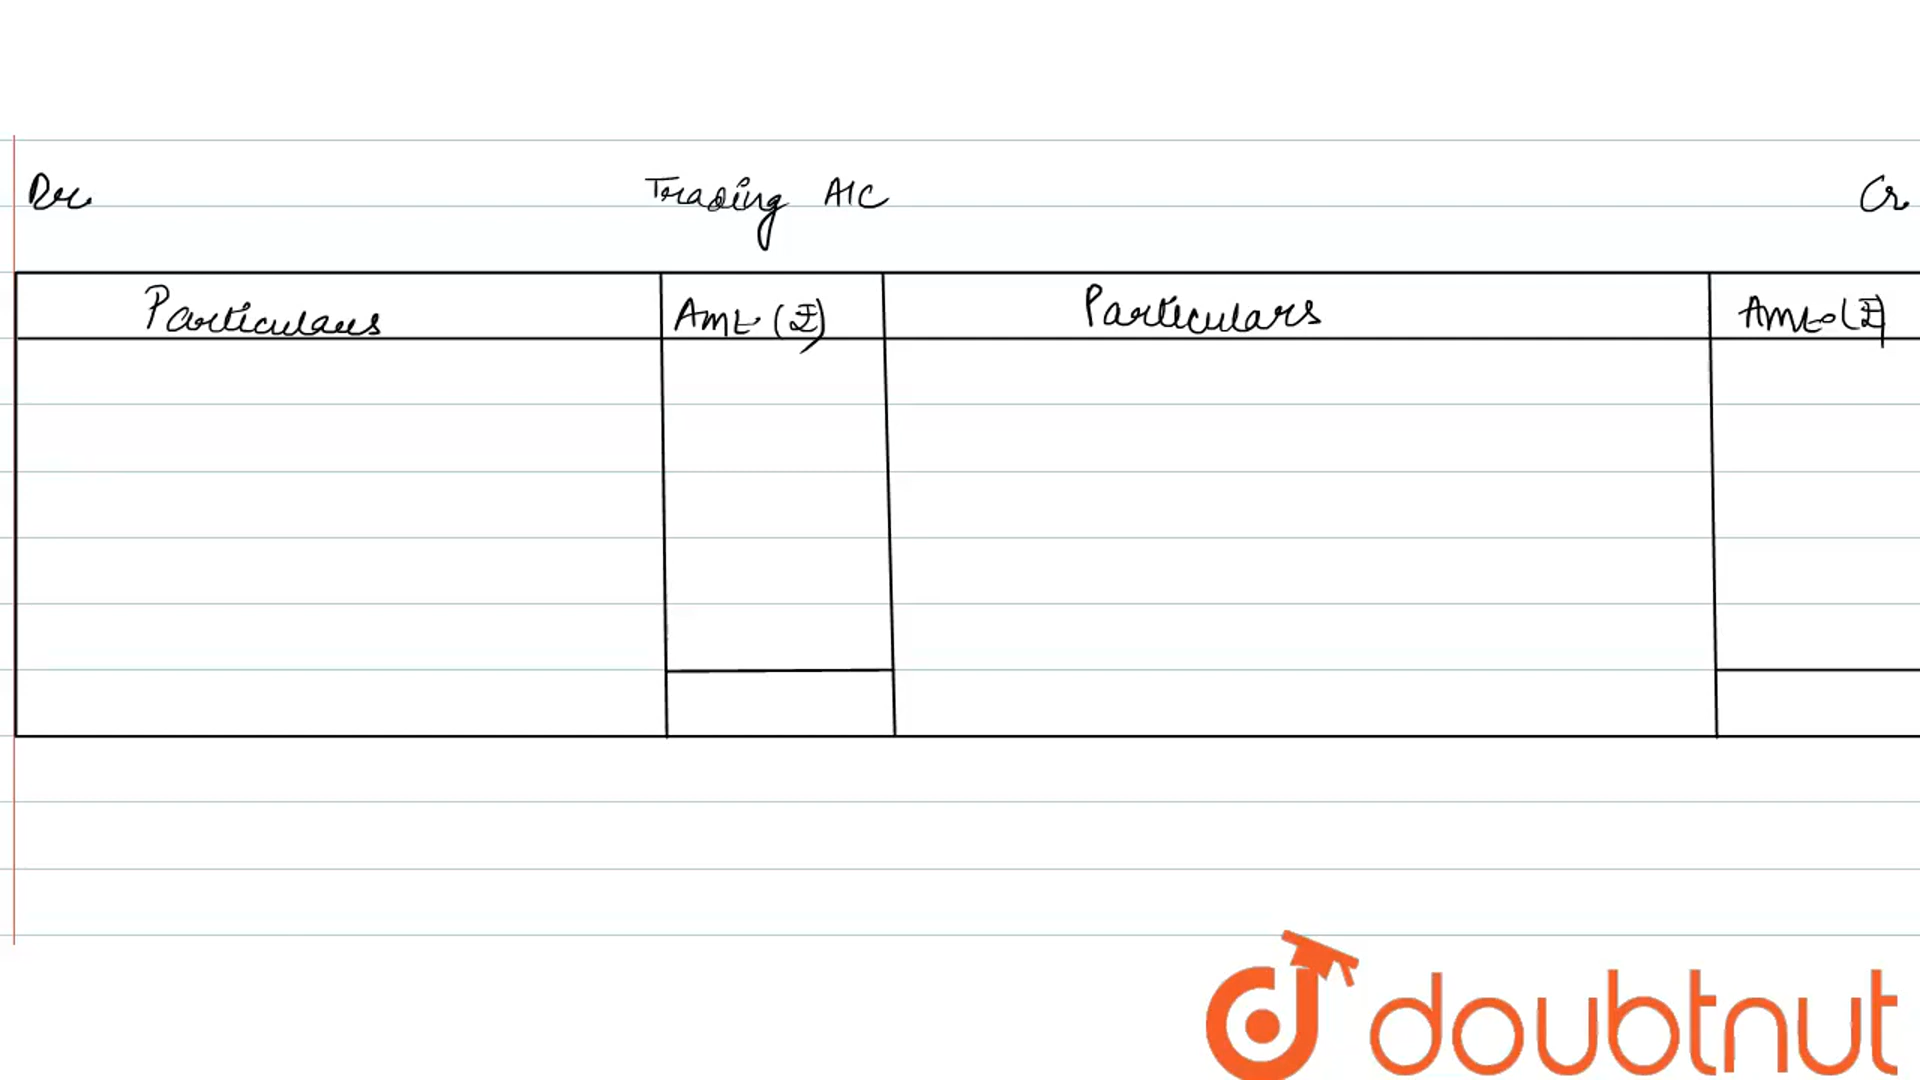 Dr. Trading A/C Cr.
Particulars Amt. (₹) Particulars Amt. (₹)
doubtnut